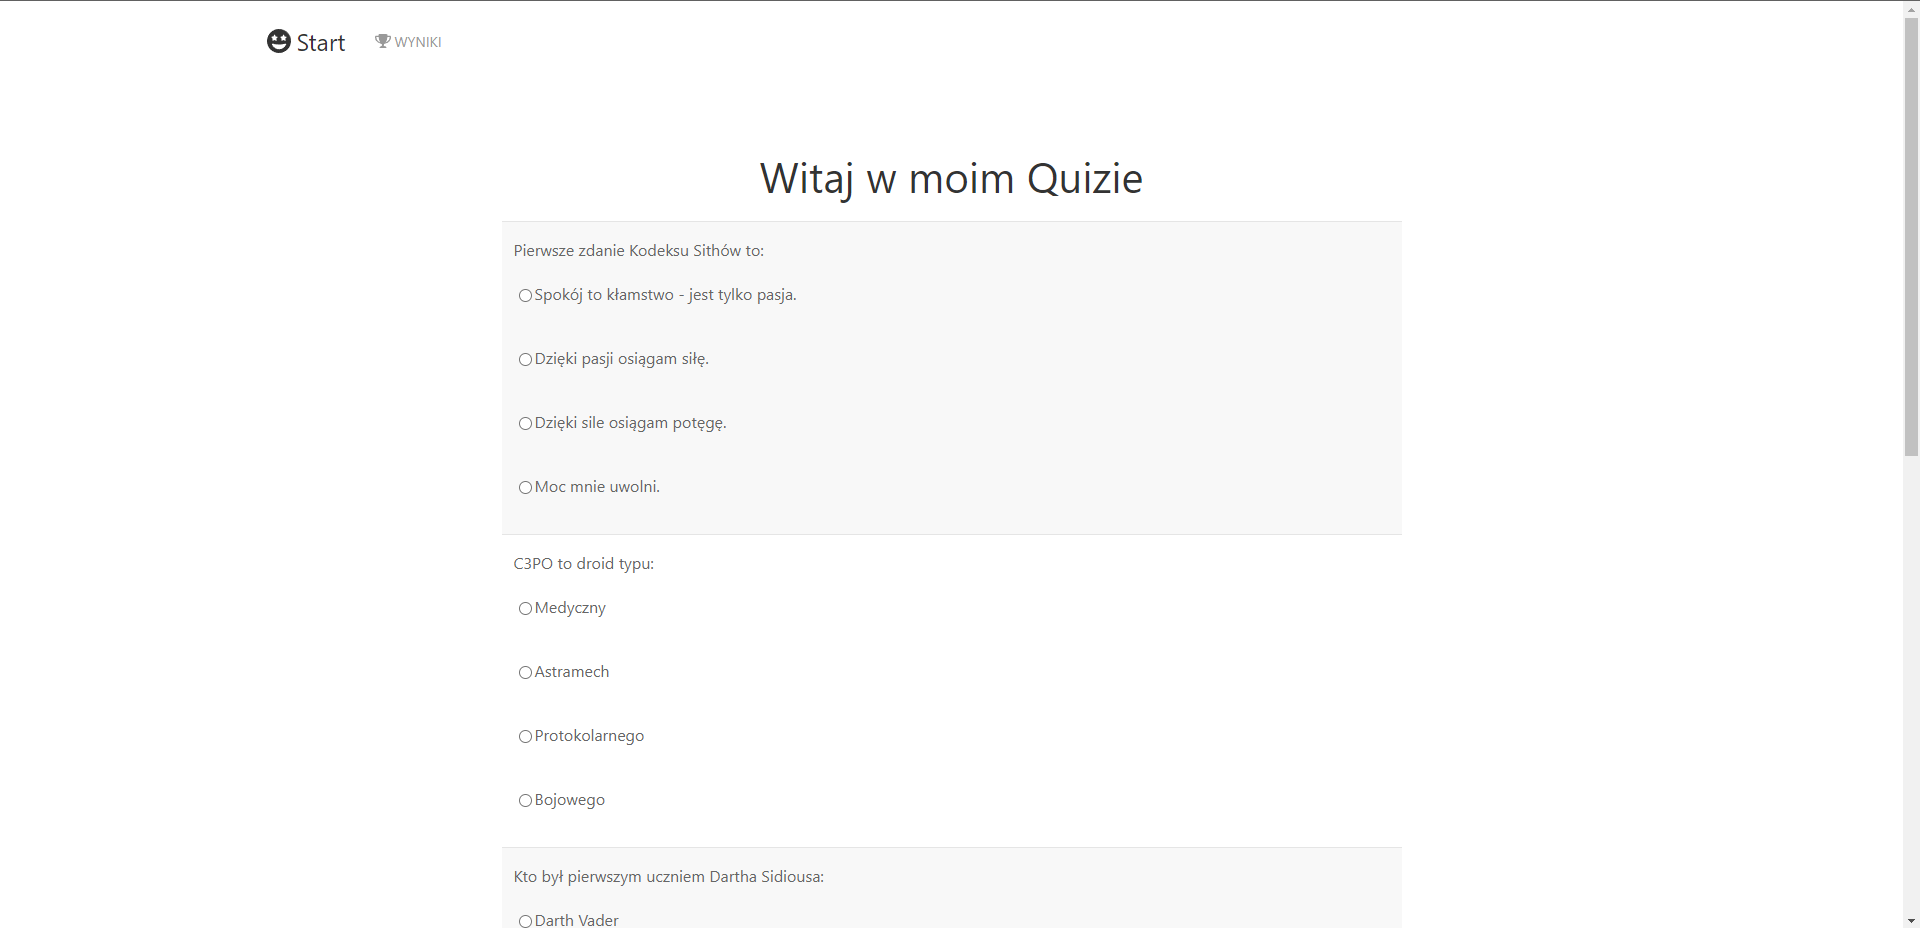 Start
WYNIKI
Witaj w moim Quizie
Pierwsze zdanie Kodeksu Sithów to:
Spokój to kłamstwo - jest tylko pasja.
Dzięki pasji osiągam siłę.
Dzięki sile osiągam potęgę.
Moc mnie uwolni.
C3PO to droid typu:
Medyczny
Astramech
Protokolarnego
Bojowego
Kto był pierwszym uczniem Dartha Sidiousa:
Darth Vader